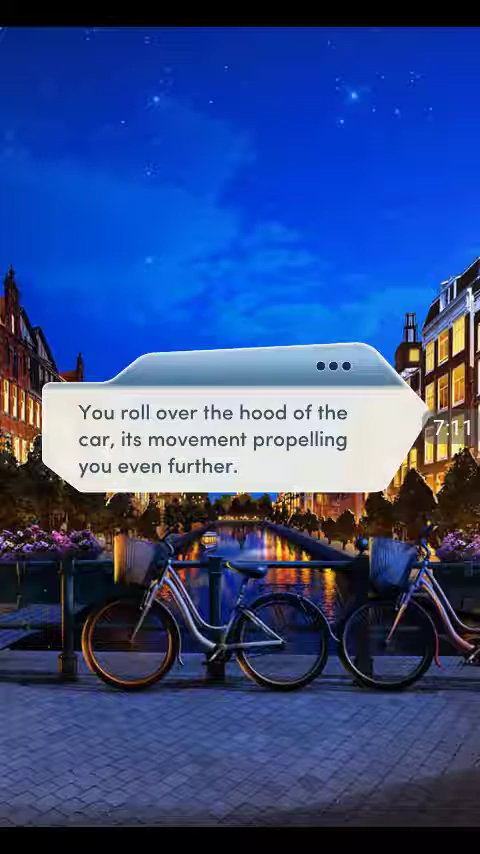 You roll over the hood of the
car, its movement propelling
you even further.
7:11